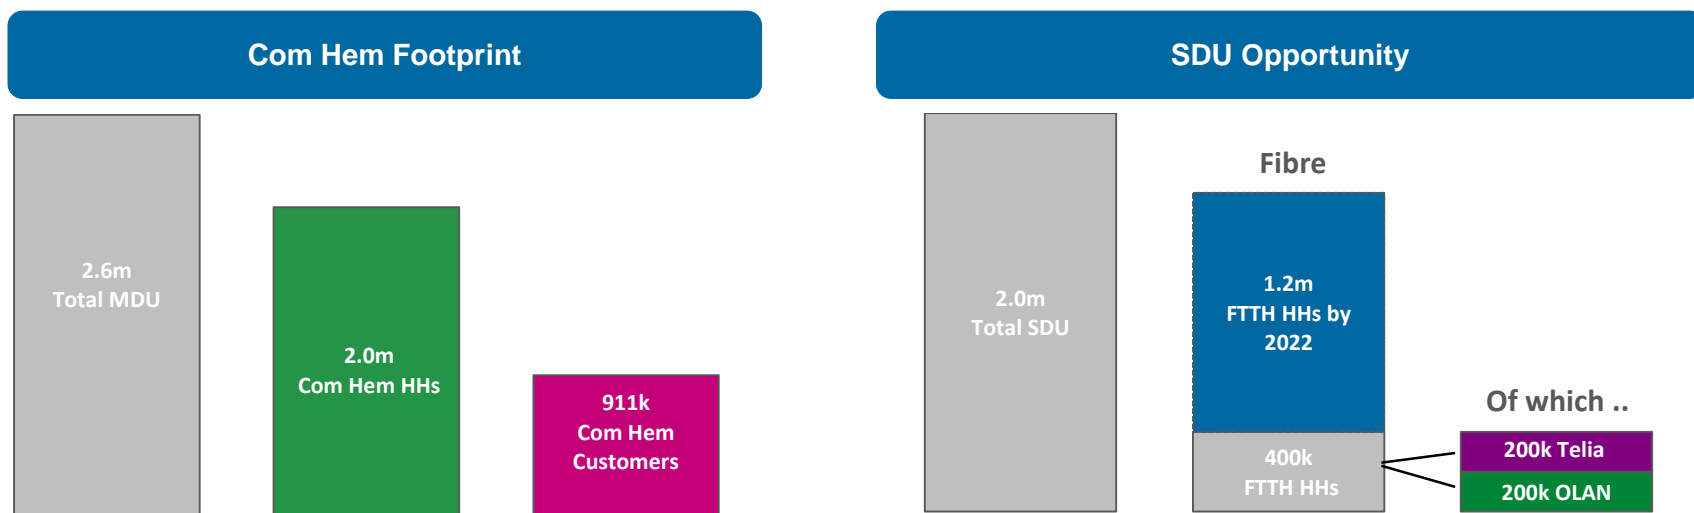 Com Hem Footprint
2.6m
Total MDU
2.0m
Com Hem HHs
911k
Com Hem
Customers
SDU Opportunity
2.0m
Total SDU
Fibre
1.2m
FTTH HHs by
2022
400k
FTTH HHs
Of which ..
200k Telia
200k OLAN